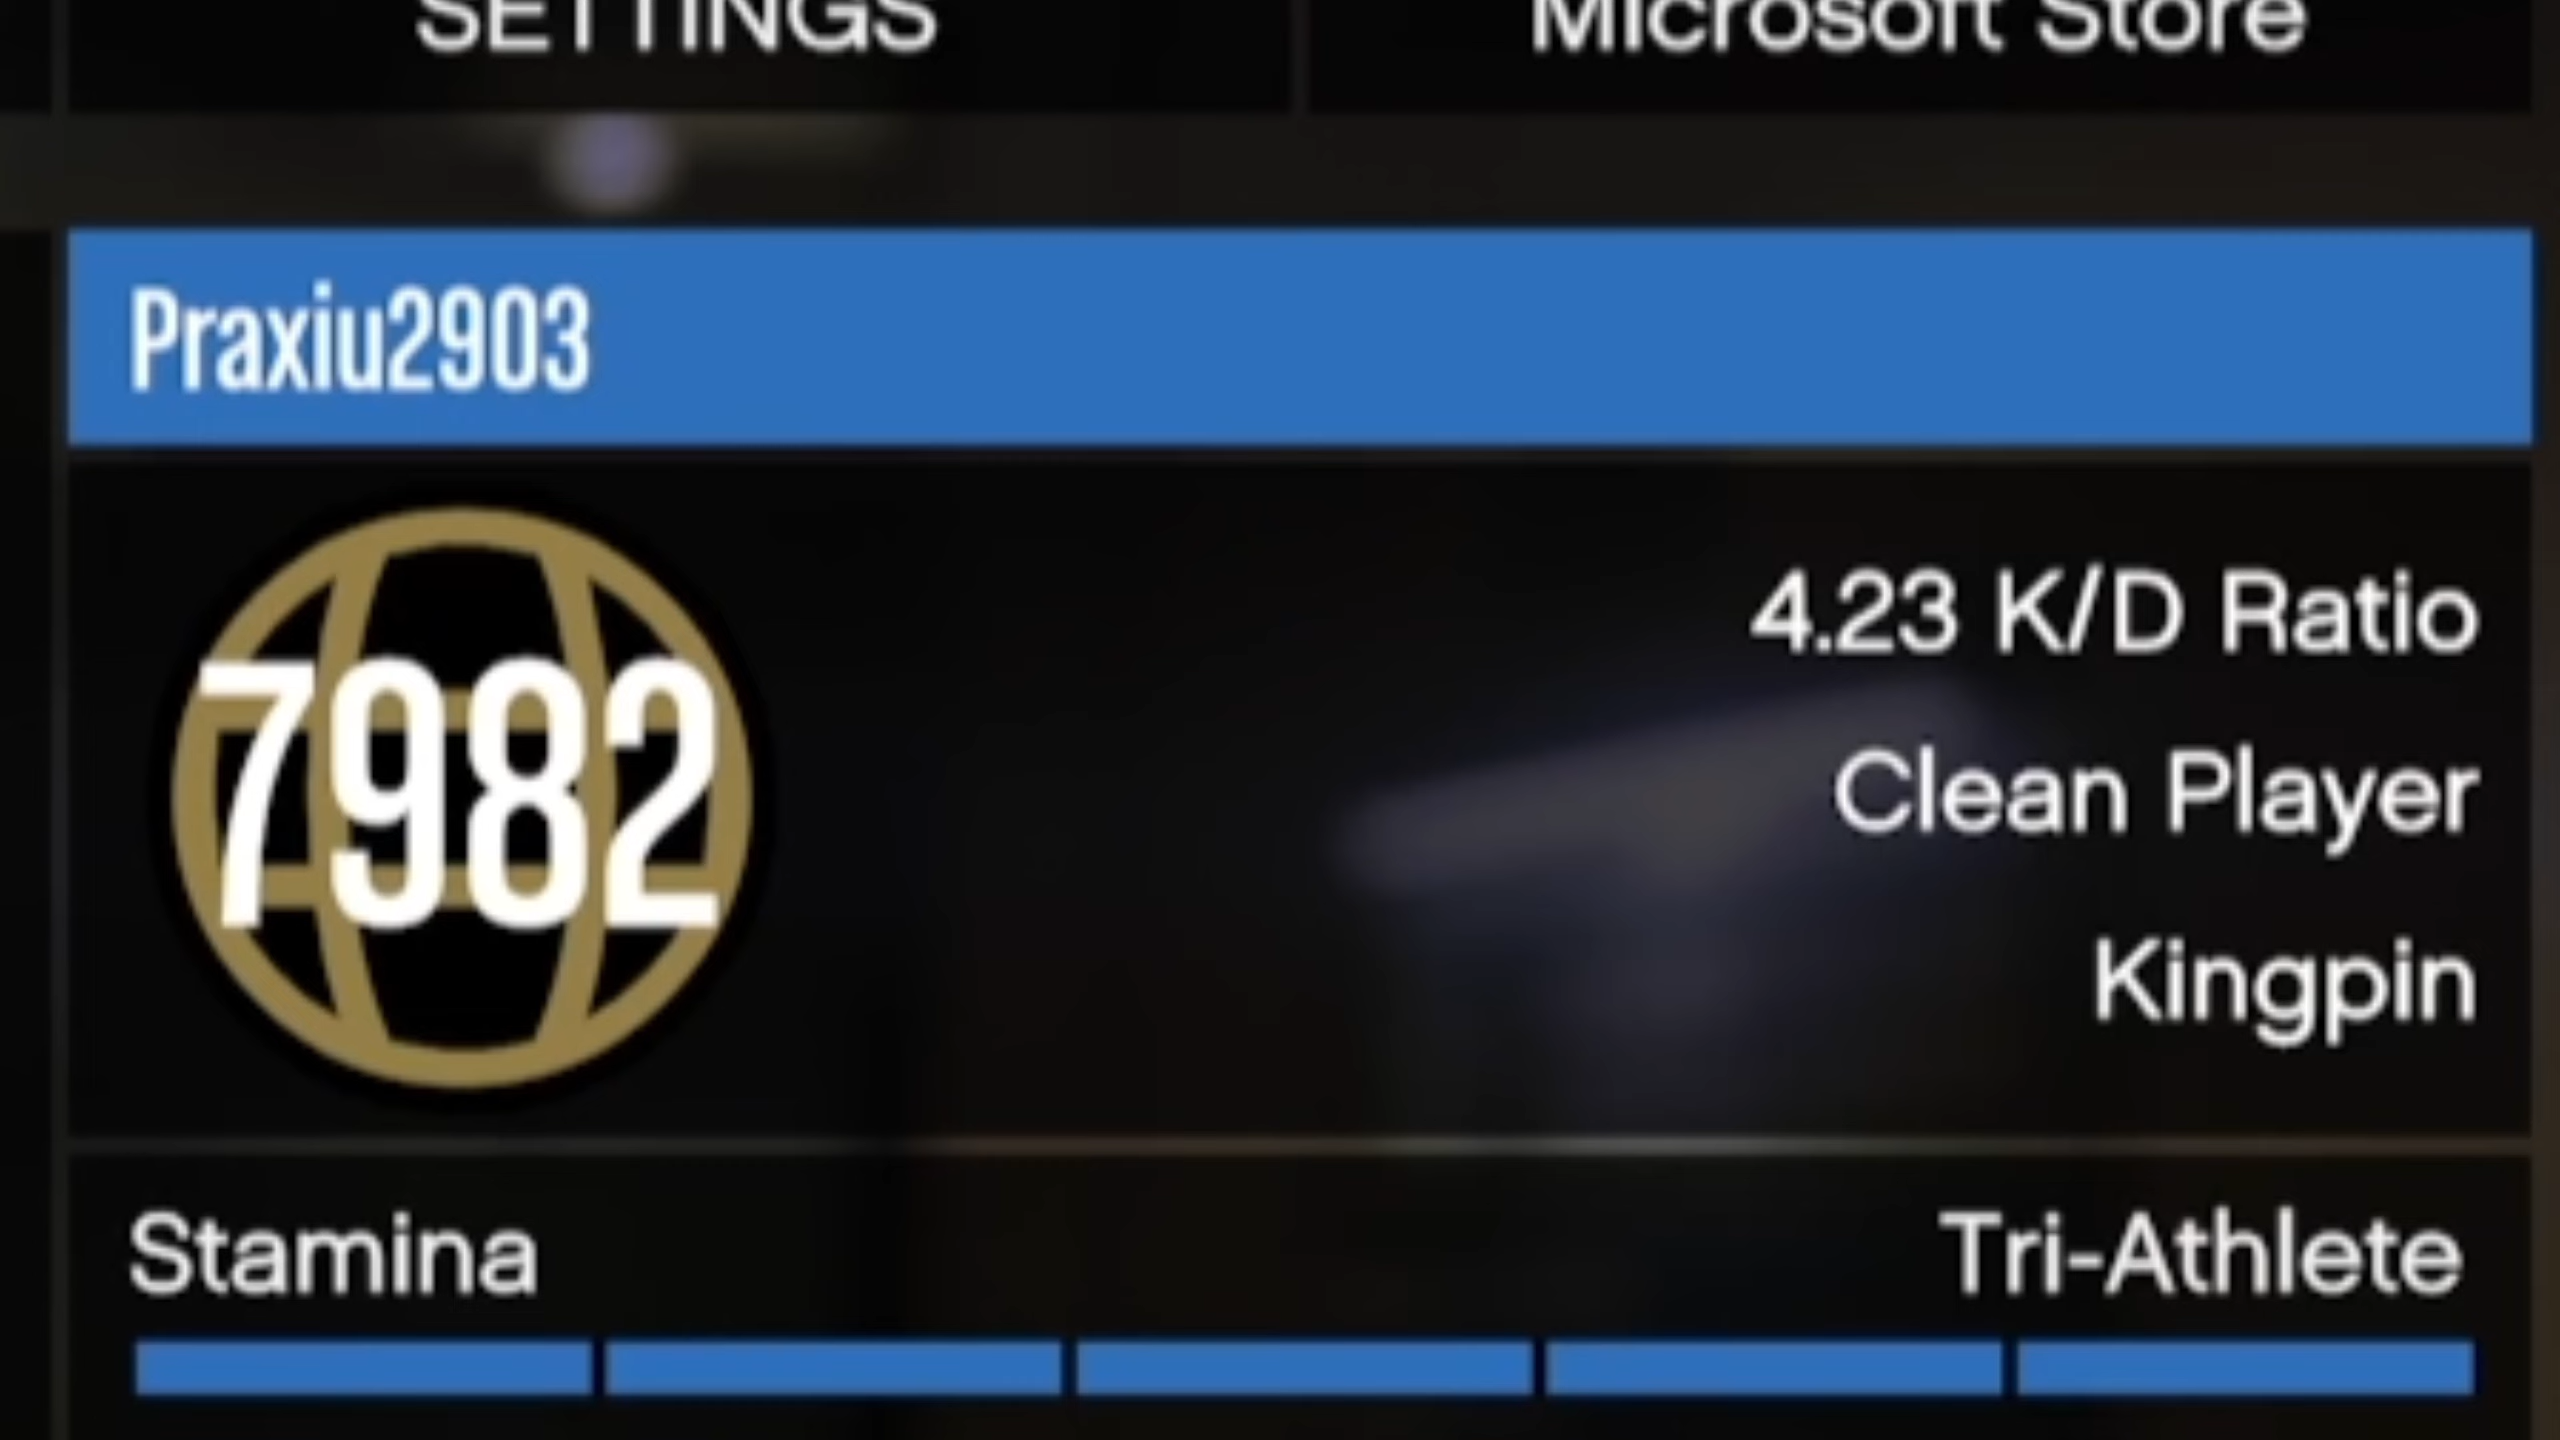 SETTINGS
Microsoft Store
Praxiu2903
7982
4.23 K/D Ratio
Clean Player
Kingpin
Stamina
Tri-Athlete